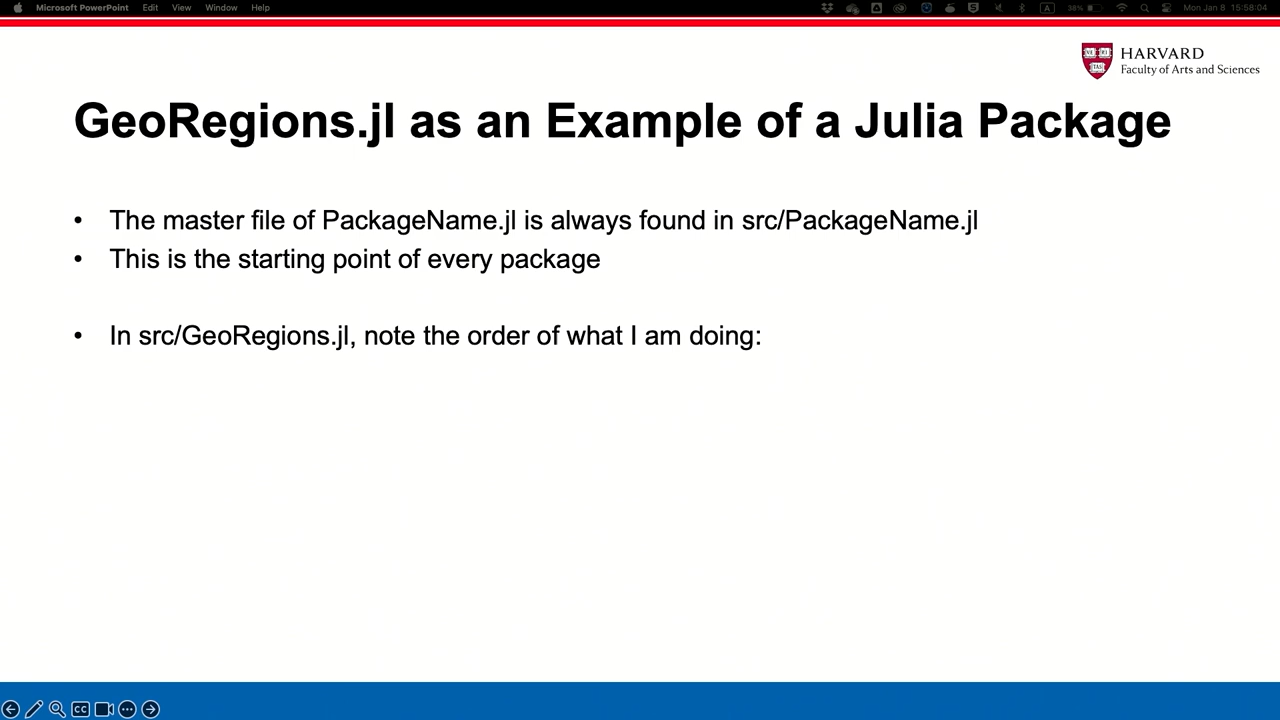 Microsoft PowerPoint Edit View Window Help A 38% Mon Jan 8 15:58:04
HARVARD
Faculty of Arts and Sciences
GeoRegions.jl as an Example of a Julia Package
• The master file of PackageName.jl is always found in src/PackageName.jl
• This is the starting point of every package
• In src/GeoRegions.jl, note the order of what I am doing:
CC